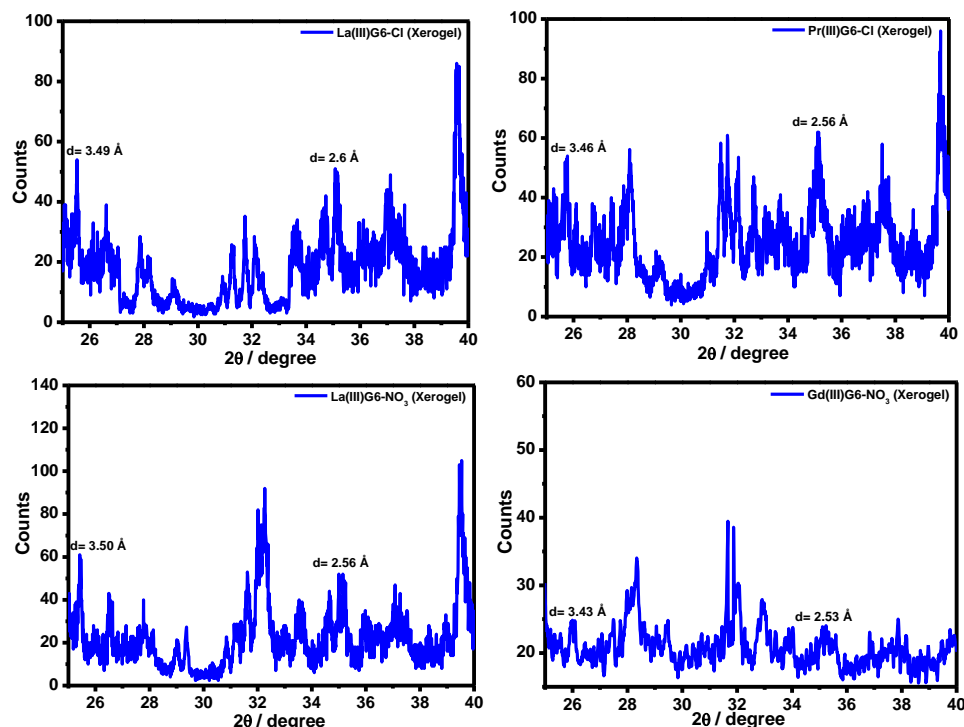 La(III)G6-Cl (Xerogel)
d= 3.49 Å
d= 2.6 Å
Counts
100
80
60
40
20
0
26 28 30 32 34 36 38 40
2θ / degree
Pr(III)G6-Cl (Xerogel)
d= 3.46 Å
d= 2.56 Å
Counts
100
80
60
40
20
0
26 28 30 32 34 36 38 40
2θ / degree
La(III)G6-NO₃ (Xerogel)
d= 3.50 Å
d= 2.56 Å
Counts
140
120
100
80
60
40
20
0
26 28 30 32 34 36 38 40
2θ / degree
Gd(III)G6-NO₃ (Xerogel)
d= 3.43 Å
d= 2.53 Å
Counts
60
50
40
30
20
26 28 30 32 34 36 38 40
2θ / degree